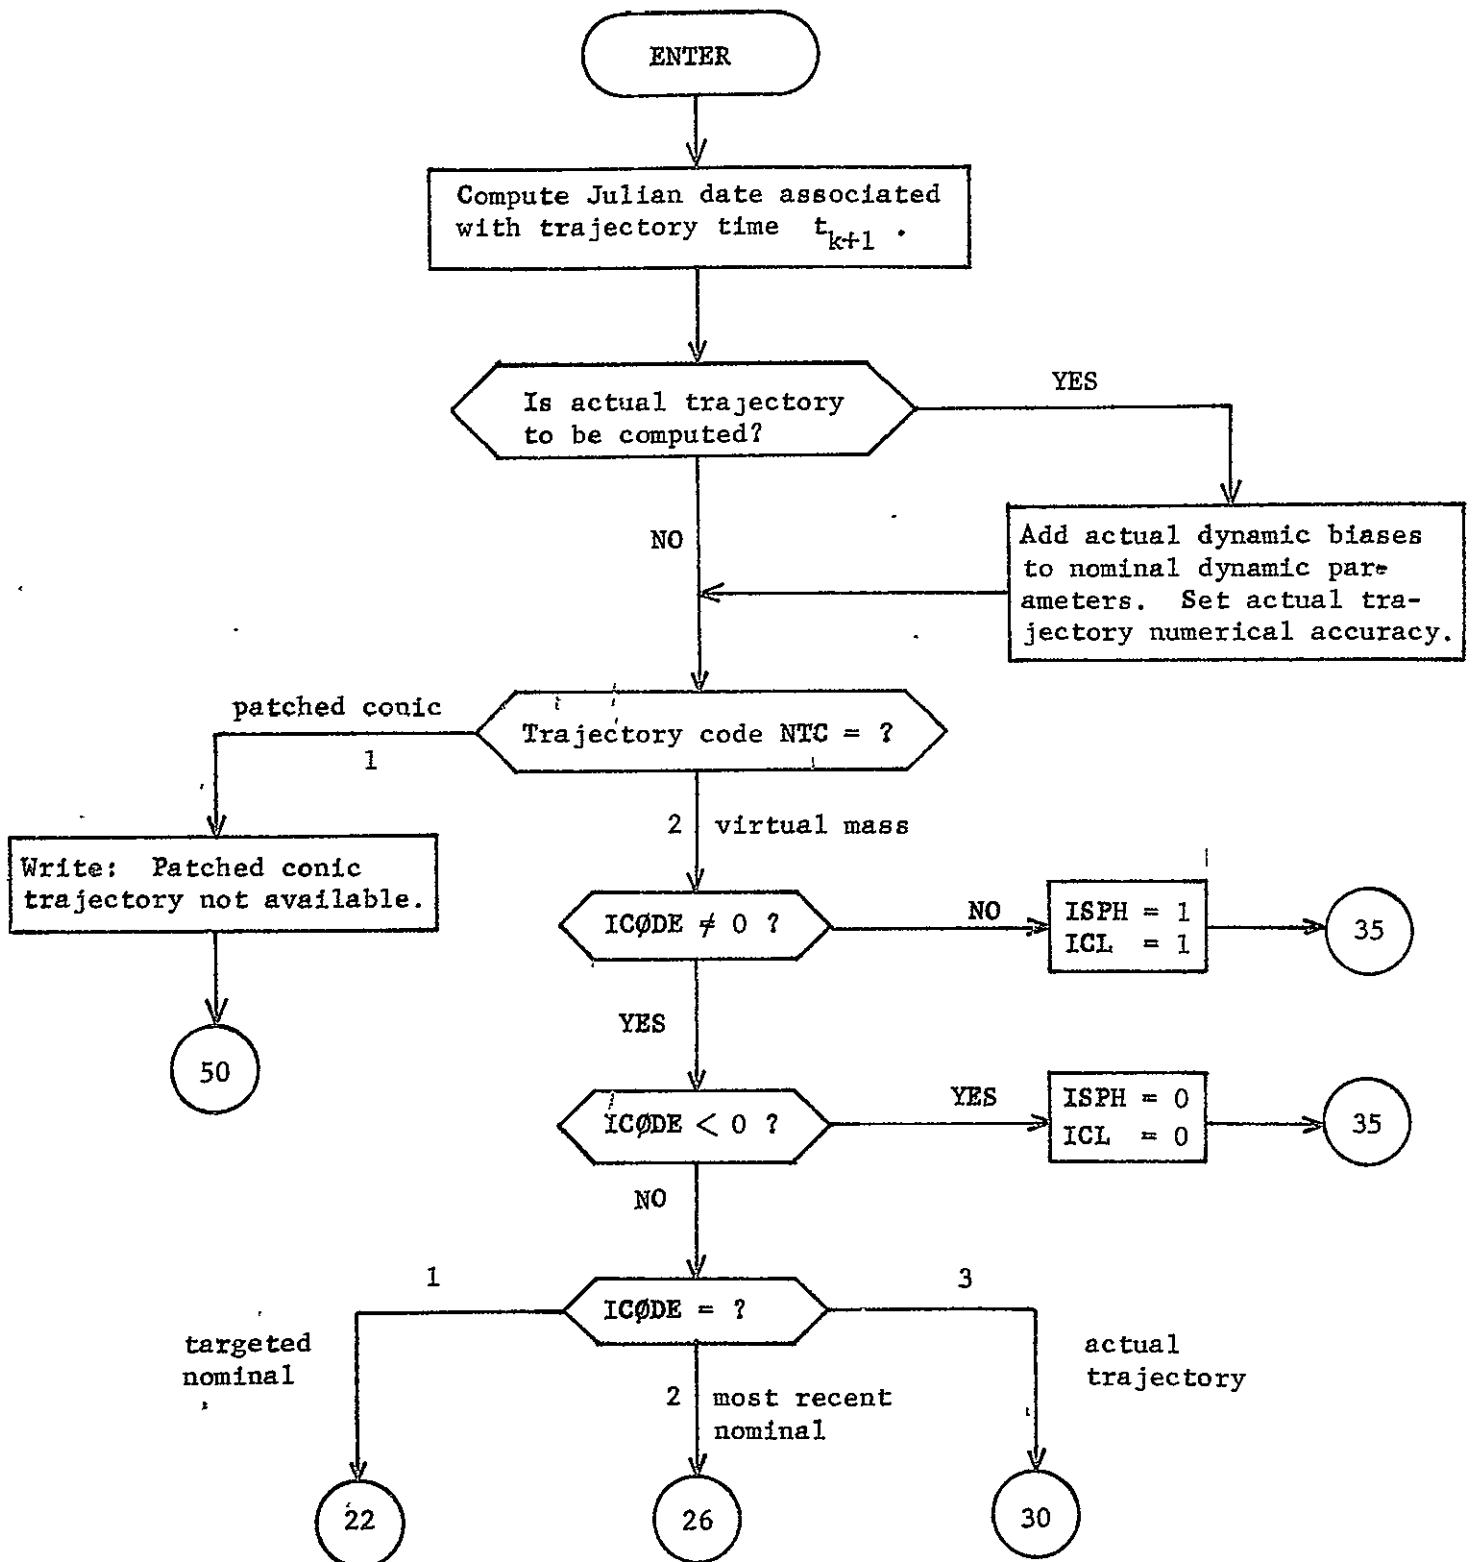 ENTER
Compute Julian date associated
with trajectory time t_{k+1} .
Is actual trajectory
to be computed?
YES
NO
Add actual dynamic biases
to nominal dynamic par-
ameters. Set actual tra-
jectory numerical accuracy.
patched conic
1
Trajectory code NTC = ?
2 virtual mass
Write: Patched conic
trajectory not available.
50
ICØDE ≠ 0 ?
NO
ISPH = 1
ICL = 1
35
YES
ICØDE < 0 ?
YES
ISPH = 0
ICL = 0
35
NO
ICØDE = ?
1
targeted
nominal
2 most recent
nominal
3
actual
trajectory
22
26
30